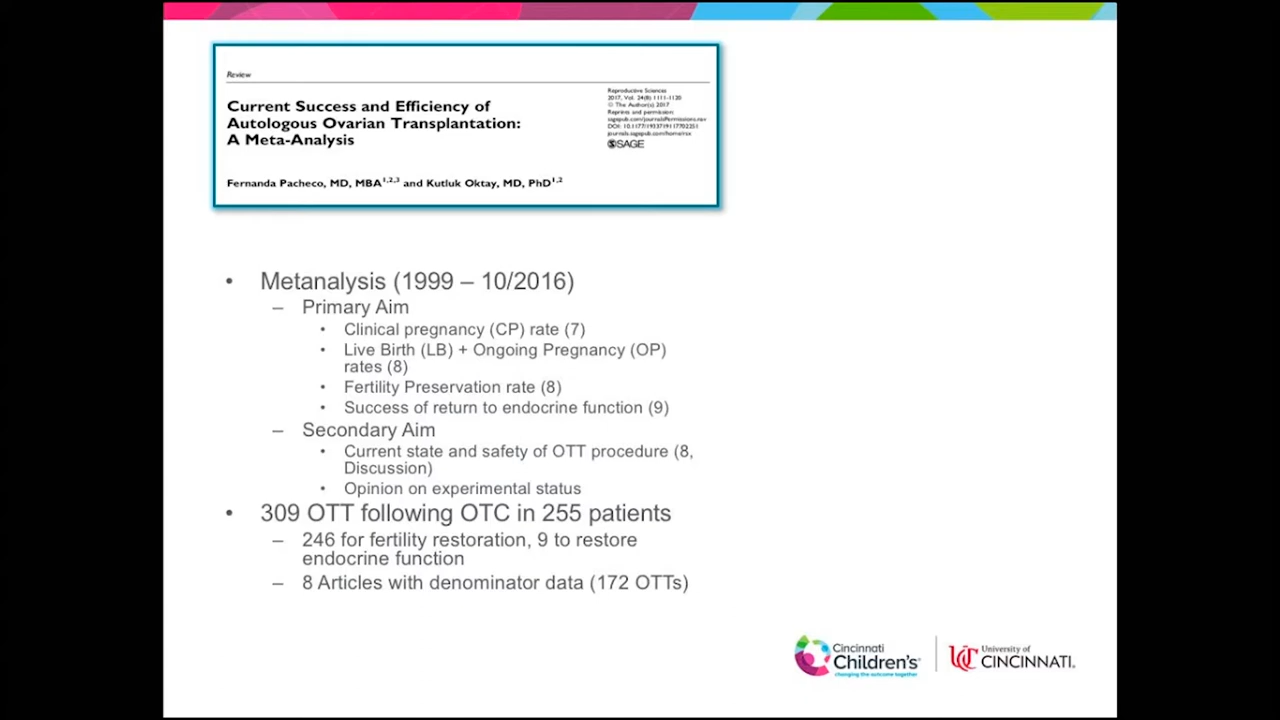 Review
Current Success and Efficiency of
Autologous Ovarian Transplantation:
A Meta-Analysis
Reproductive Sciences
2017, Vol. 24(8) 1111-1120
© The Author(s) 2017
Reprints and permission:
sagepub.com/journalsPermissions.nav
DOI: 10.1177/1933719117702251
journals.sagepub.com/home/rsx
SAGE
Fernanda Pacheco, MD, MBA1,2,3 and Kutluk Oktay, MD, PhD1,2
• Metanalysis (1999 – 10/2016)
– Primary Aim
• Clinical pregnancy (CP) rate (7)
• Live Birth (LB) + Ongoing Pregnancy (OP)
rates (8)
• Fertility Preservation rate (8)
• Success of return to endocrine function (9)
– Secondary Aim
• Current state and safety of OTT procedure (8,
Discussion)
• Opinion on experimental status
• 309 OTT following OTC in 255 patients
– 246 for fertility restoration, 9 to restore
endocrine function
– 8 Articles with denominator data (172 OTTs)
Cincinnati
Children's
changing the outcome together
University of
CINCINNATI